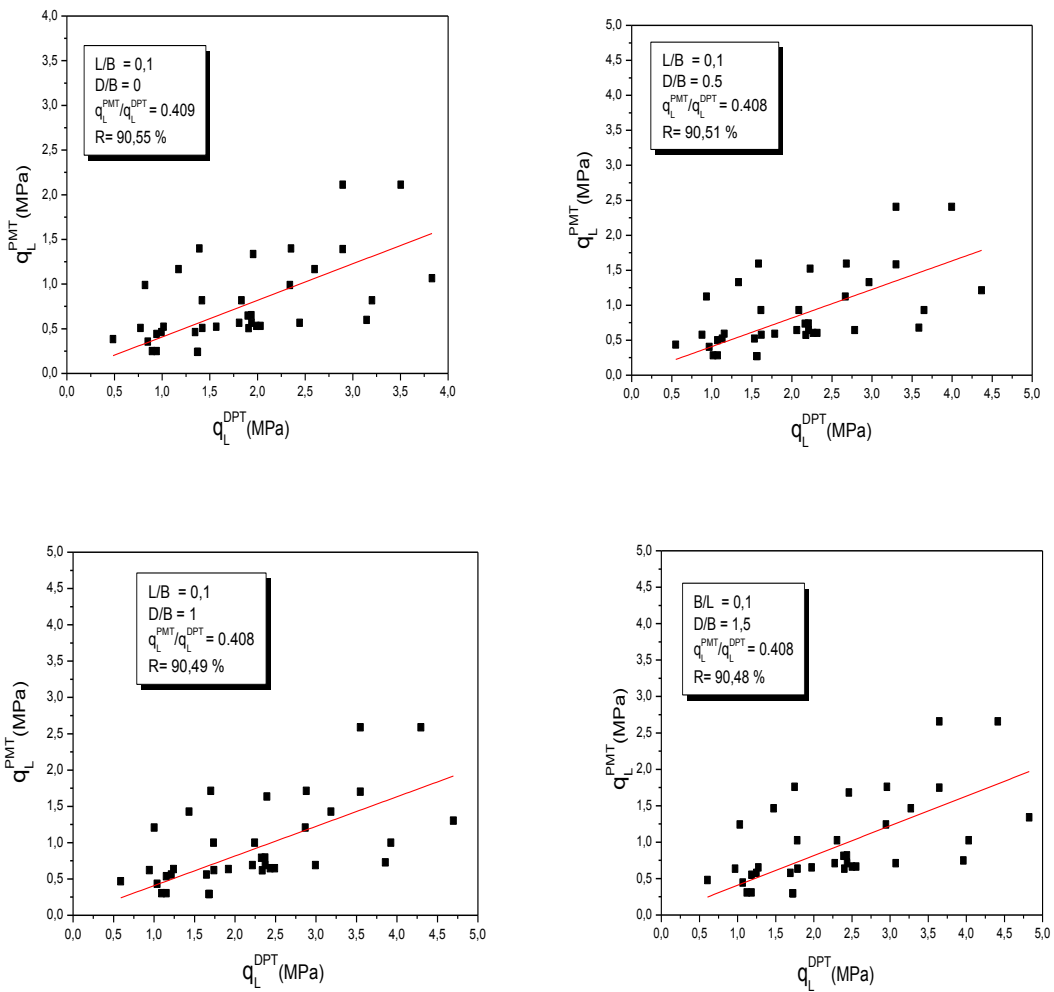 4,0
3,5
3,0
2,5
2,0
1,5
1,0
0,5
0,0
q_L^PMT (MPa)
L/B = 0,1
D/B = 0
q_L^PMT/q_L^DPT = 0.409
R= 90,55 %
0,0 0,5 1,0 1,5 2,0 2,5 3,0 3,5 4,0
q_L^DPT (MPa)
5,0
4,5
4,0
3,5
3,0
2,5
2,0
1,5
1,0
0,5
0,0
q_L^PMT (MPa)
L/B = 0,1
D/B = 0.5
q_L^PMT/q_L^DPT = 0.408
R= 90,51 %
0,0 0,5 1,0 1,5 2,0 2,5 3,0 3,5 4,0 4,5 5,0
q_L^DPT (MPa)
5,0
4,5
4,0
3,5
3,0
2,5
2,0
1,5
1,0
0,5
0,0
q_L^PMT (MPa)
L/B = 0,1
D/B = 1
q_L^PMT/q_L^DPT = 0.408
R= 90,49 %
0,0 0,5 1,0 1,5 2,0 2,5 3,0 3,5 4,0 4,5 5,0
q_L^DPT (MPa)
5,0
4,5
4,0
3,5
3,0
2,5
2,0
1,5
1,0
0,5
0,0
q_L^PMT (MPa)
B/L = 0,1
D/B = 1,5
q_L^PMT/q_L^DPT = 0.408
R= 90,48 %
0,0 0,5 1,0 1,5 2,0 2,5 3,0 3,5 4,0 4,5 5,0
q_L^DPT (MPa)